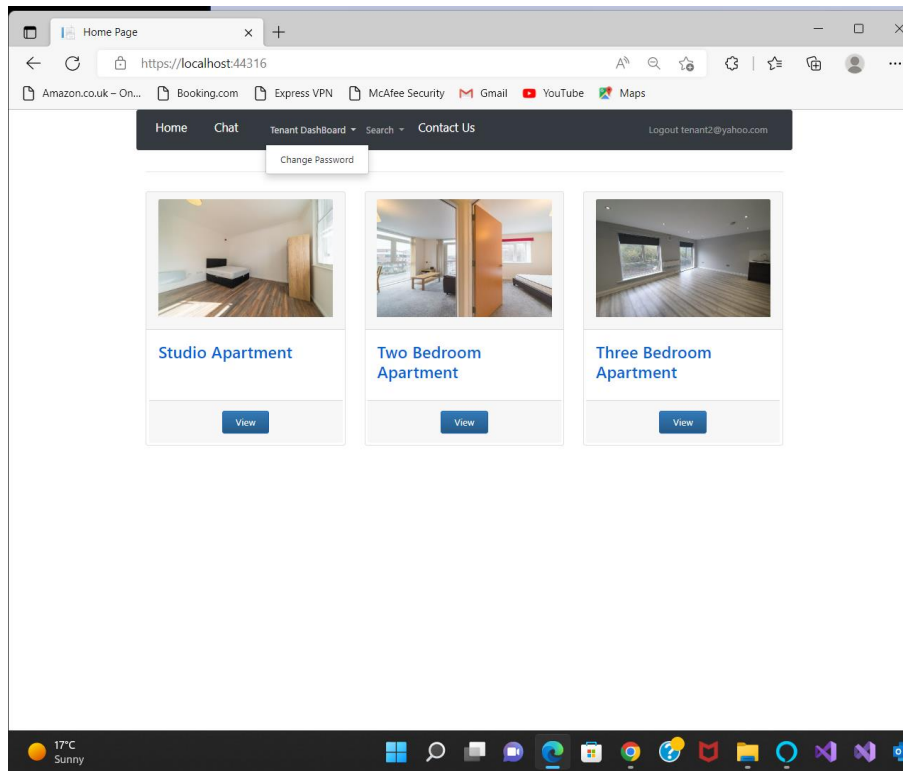 Home Page
https://localhost:44316
Amazon.co.uk – On... Booking.com Express VPN McAfee Security Gmail YouTube Maps
Home Chat Tenant DashBoard Search Contact Us Logout tenant2@yahoo.com
Change Password
Studio Apartment
Two Bedroom
Apartment
Three Bedroom
Apartment
View View View
17°C
Sunny